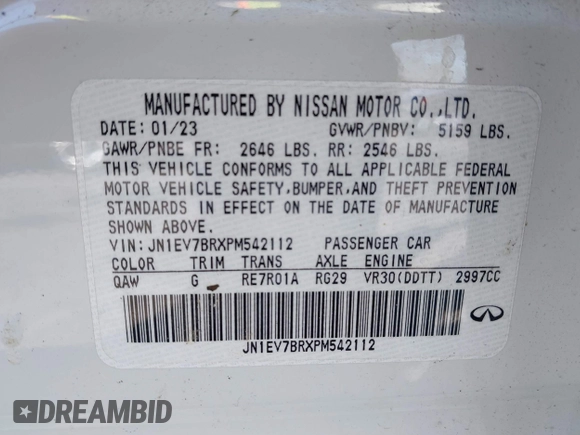 MANUFACTURED BY NISSAN MOTOR CO.,LTD.
DATE: 01/23 GVWR/PNBV: 5159 LBS.
GAWR/PNBE FR: 2646 LBS. RR: 2546 LBS.
THIS VEHICLE CONFORMS TO ALL APPLICABLE FEDERAL
MOTOR VEHICLE SAFETY,BUMPER,AND THEFT PREVENTION
STANDARDS IN EFFECT ON THE DATE OF MANUFACTURE
SHOWN ABOVE.
VIN: JN1EV7BRXPM542112 PASSENGER CAR
COLOR TRIM TRANS AXLE ENGINE
QAW G RE7R01A RG29 VR30(DDTT) 2997CC
JN1EV7BRXPM542112
DREAMBID